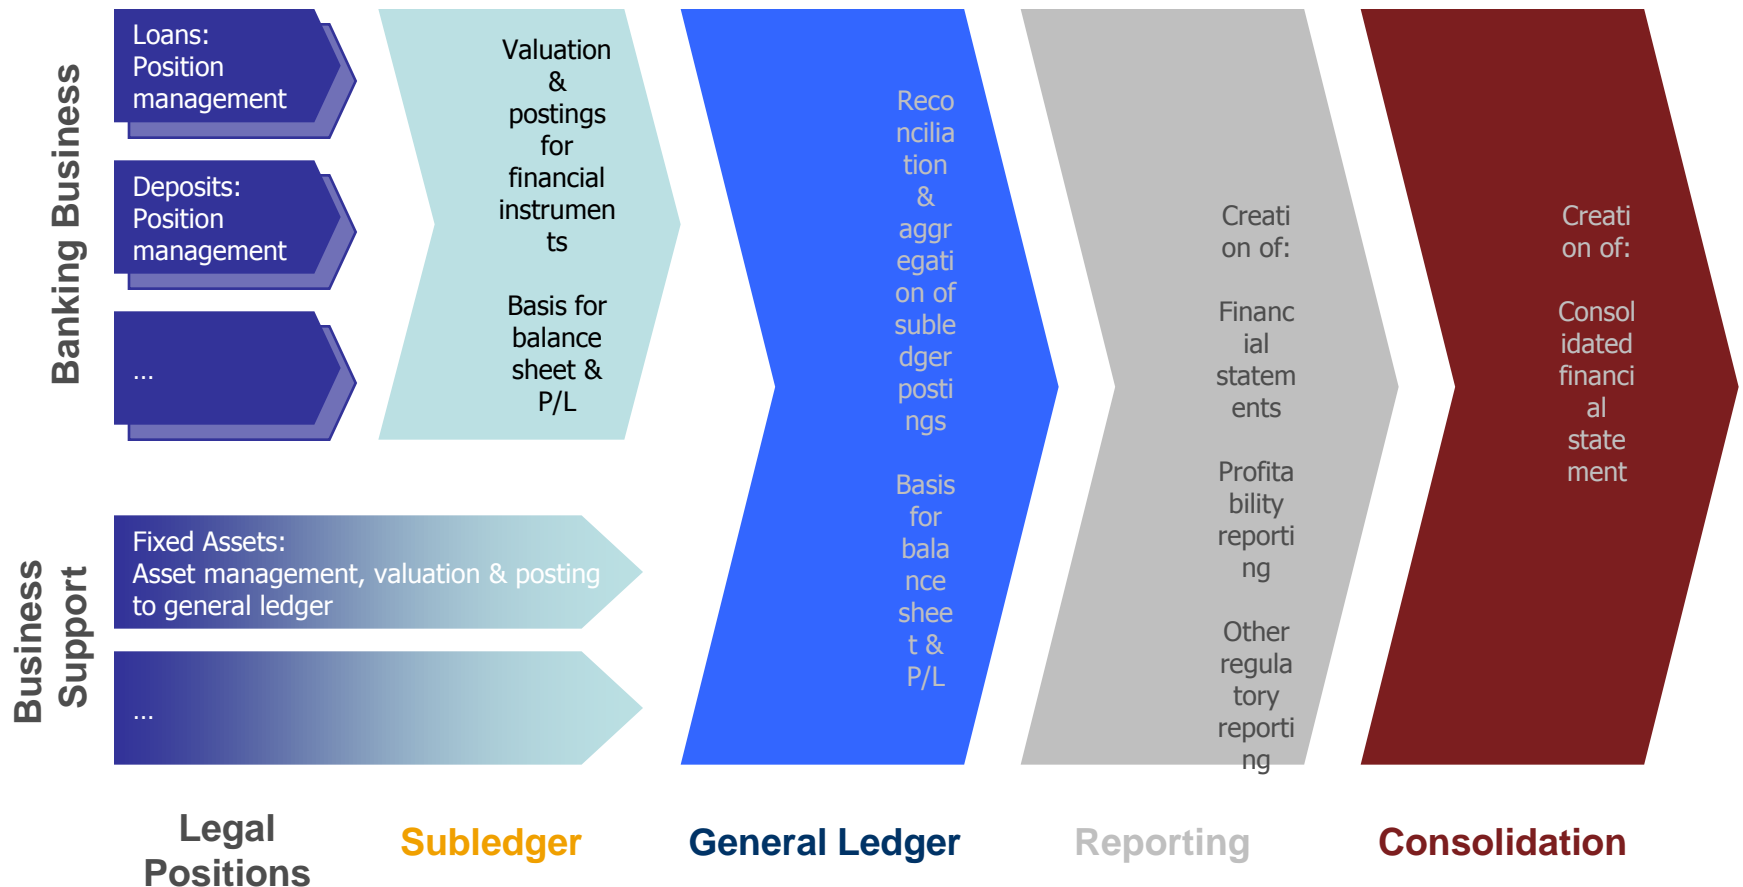 Banking Business
Loans:
Position
management
Deposits:
Position
management
...
Valuation
&
postings
for
financial
instrumen
ts
Basis for
balance
sheet &
P/L
Business
Support
Fixed Assets:
Asset management, valuation & posting
to general ledger
...
Reco
ncilia
tion
&
aggr
egati
on of
suble
dger
posti
ngs
Basis
for
bala
nce
shee
t &
P/L
Creati
on of:
Financ
ial
statem
ents
Profita
bility
reporti
ng
Other
regula
tory
reporti
ng
Creati
on of:
Consol
idated
financi
al
state
ment
Legal
Positions
Subledger
General Ledger
Reporting
Consolidation